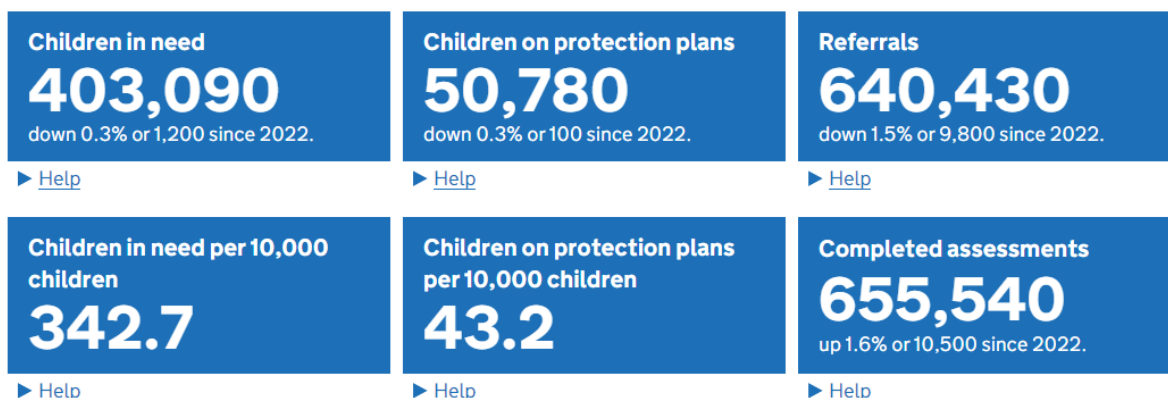 Children in need
403,090
down 0.3% or 1,200 since 2022.
Help
Children on protection plans
50,780
down 0.3% or 100 since 2022.
Help
Referrals
640,430
down 1.5% or 9,800 since 2022.
Help
Children in need per 10,000
children
342.7
Help
Children on protection plans
per 10,000 children
43.2
Help
Completed assessments
655,540
up 1.6% or 10,500 since 2022.
Help